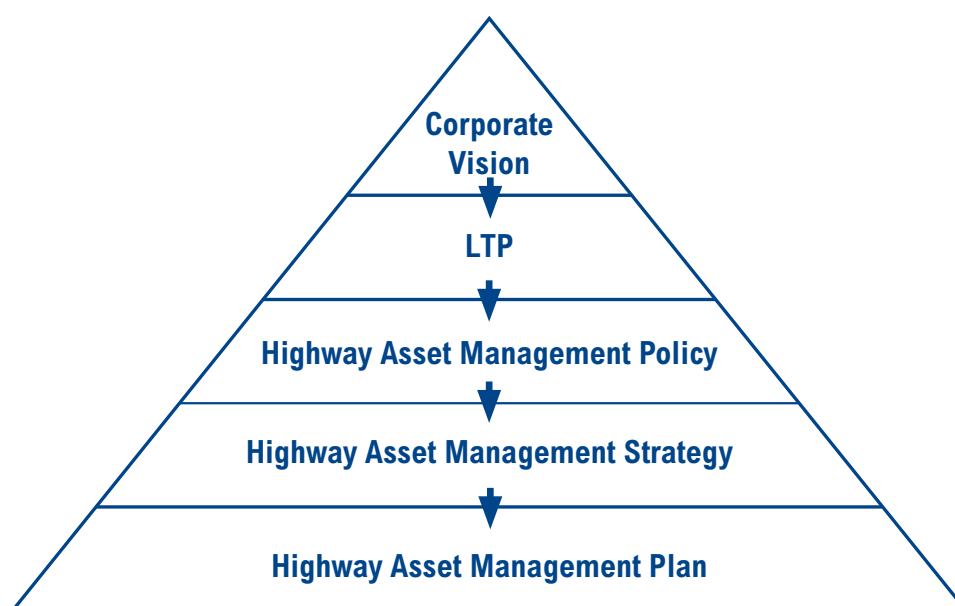 Corporate
Vision
LTP
Highway Asset Management Policy
Highway Asset Management Strategy
Highway Asset Management Plan